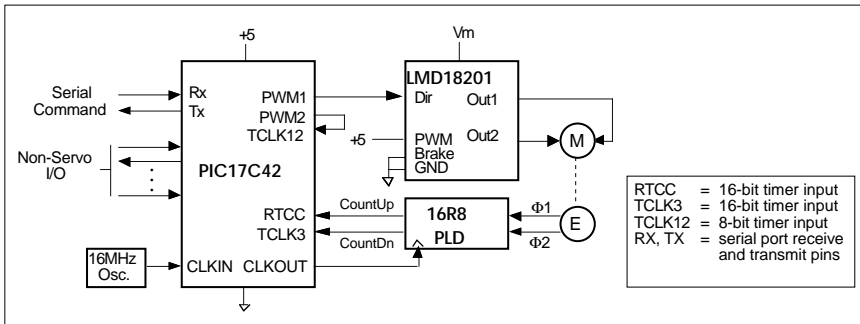 +5
Vm
Serial
Command
Rx
Tx
PWM1
PWM2
TCLK12
LMD18201
Dir
Out1
+5
PWM
Out2
Brake
GND
M
Non-Servo
I/O
PIC17C42
RTCC
TCLK3
CountUp
CountDn
16R8
PLD
Φ1
Φ2
E
16MHz
Osc.
CLKIN
CLKOUT
RTCC = 16-bit timer input
TCLK3 = 16-bit timer input
TCLK12 = 8-bit timer input
RX, TX = serial port receive
and transmit pins